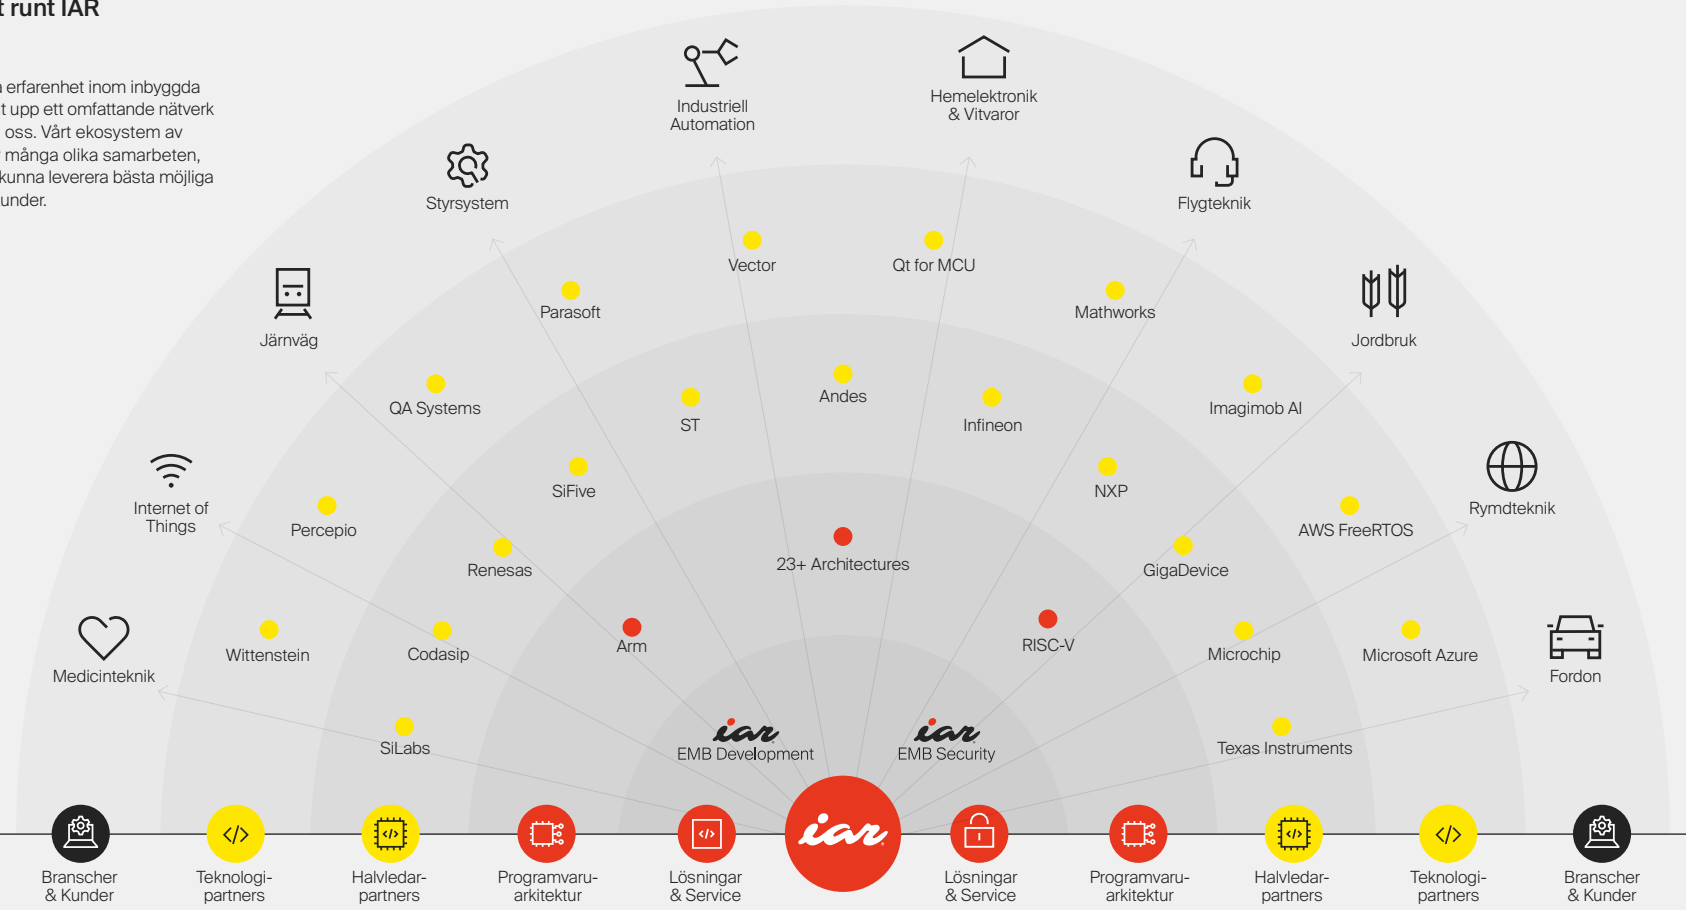 t runt IAR
erfarenhet inom inbyggda
t upp ett omfattande nätverk
oss. Vårt ekosystem av
många olika samarbeten,
kunna leverera bästa möjliga
under.
Industriell
Automation
Hemelektronik
& Vitvaror
Styrsystem
Flygteknik
Järnväg
Jordbruk
Internet of
Things
Rymdteknik
Medicinteknik
Fordon
Vector
Qt for MCU
Parasoft
Mathworks
QA Systems
Imagimob AI
Percepio
AWS FreeRTOS
Wittenstein
Microsoft Azure
Andes
ST
Infineon
SiFive
NXP
Renesas
GigaDevice
Codasip
Microchip
SiLabs
Texas Instruments
23+ Architectures
Arm
RISC-V
iar
EMB Development
iar
EMB Security
iar
Branscher
& Kunder
Teknologi-
partners
Halvledar-
partners
Programvaru-
arkitektur
Lösningar
& Service
Lösningar
& Service
Programvaru-
arkitektur
Halvledar-
partners
Teknologi-
partners
Branscher
& Kunder